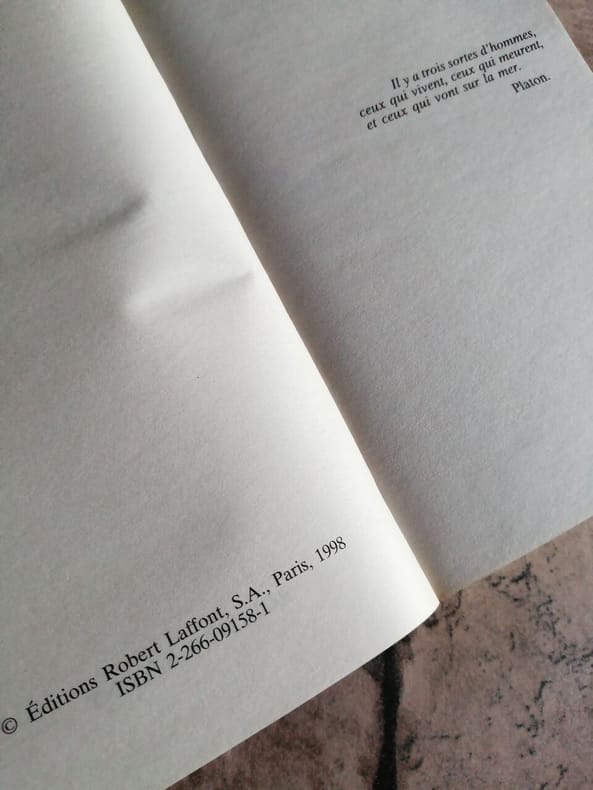 © Éditions Robert Laffont, S.A., Paris, 1998
ISBN 2-266-09158-1
Il y a trois sortes d'hommes,
ceux qui vivent, ceux qui meurent,
et ceux qui vont sur la mer.
Platon.